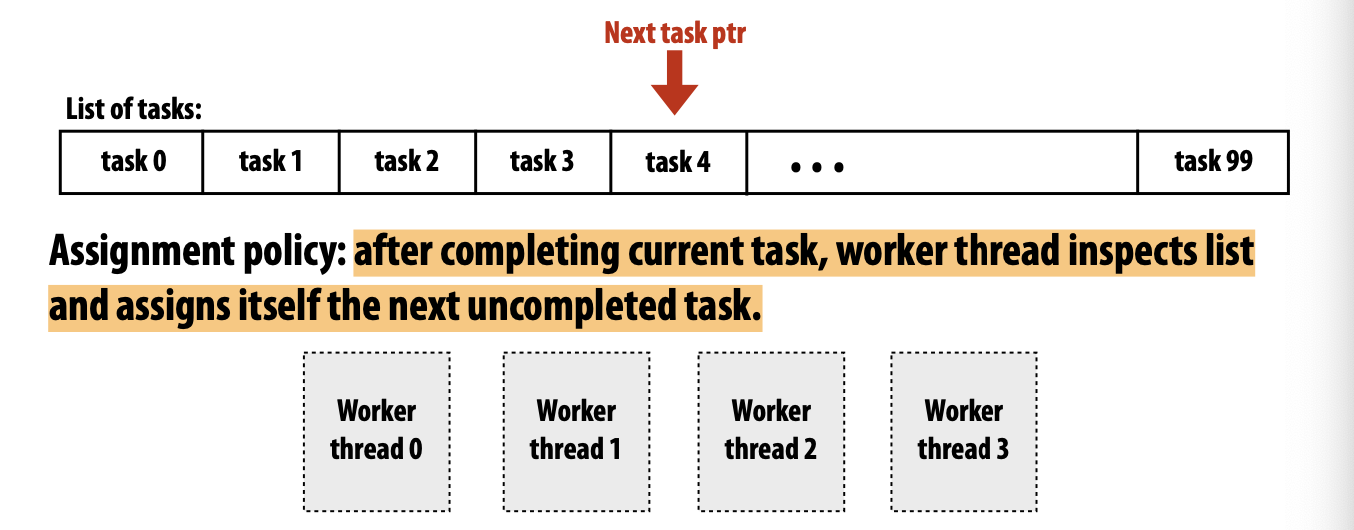 Next task ptr
List of tasks:
task 0 task 1 task 2 task 3 task 4 • • • task 99
Assignment policy: after completing current task, worker thread inspects list
and assigns itself the next uncompleted task.
Worker thread 0
Worker thread 1
Worker thread 2
Worker thread 3